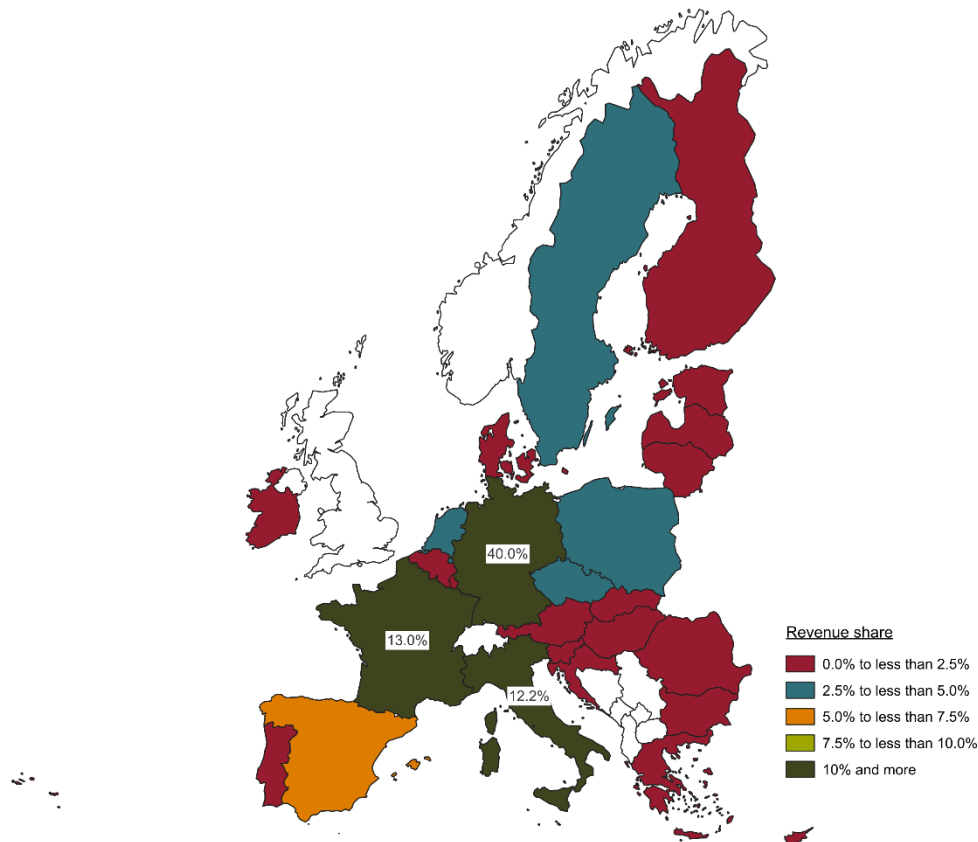 40.0%
13.0%
12.2%
Revenue share
0.0% to less than 2.5%
2.5% to less than 5.0%
5.0% to less than 7.5%
7.5% to less than 10.0%
10% and more